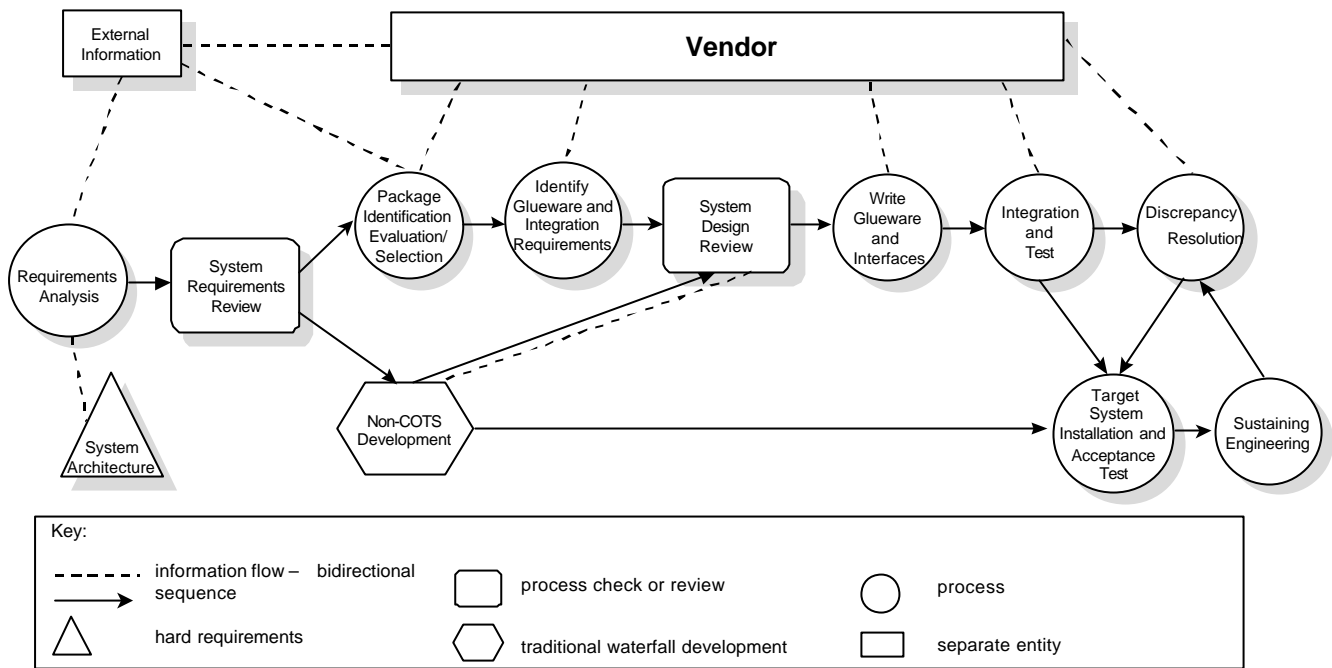 External
Information
Vendor
Package
Identification
Evaluation/
Selection
Identify
Glueware and
Integration
Requirements
System
Design
Review
Write
Glueware
and
Interfaces
Integration
and
Test
Discrepancy
Resolution
Requirements
Analysis
System
Requirements
Review
System
Architecture
Non-COTS
Development
Target
System
Installation and
Acceptance
Test
Sustaining
Engineering
Key:
information flow – bidirectional
sequence
hard requirements
process check or review
traditional waterfall development
process
separate entity